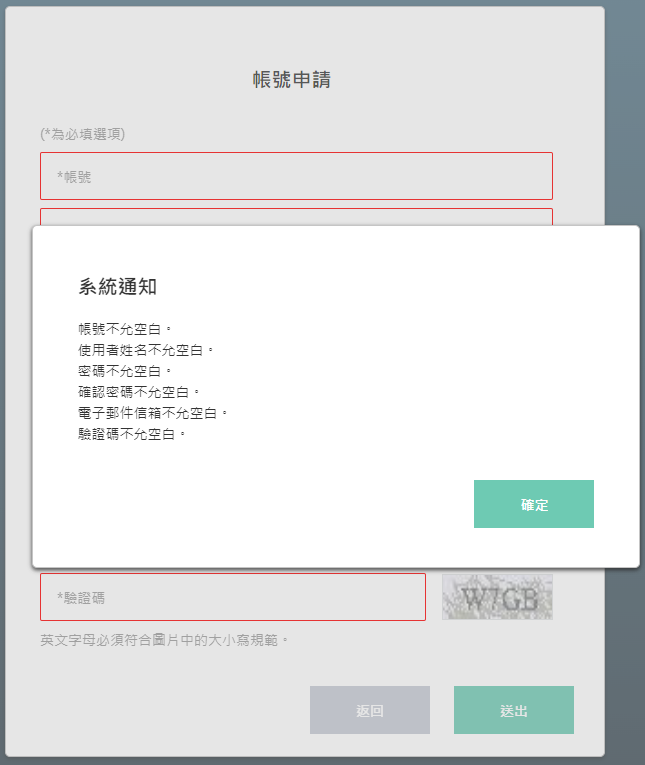 帳號申請
(*為必填選項)
*帳號
系統通知
帳號不允空白。
使用者姓名不允空白。
密碼不允空白。
確認密碼不允空白。
電子郵件信箱不允空白。
驗證碼不允空白。
確定
*驗證碼
W7GB
英文字母必須符合圖片中的大小寫規範。
返回
送出